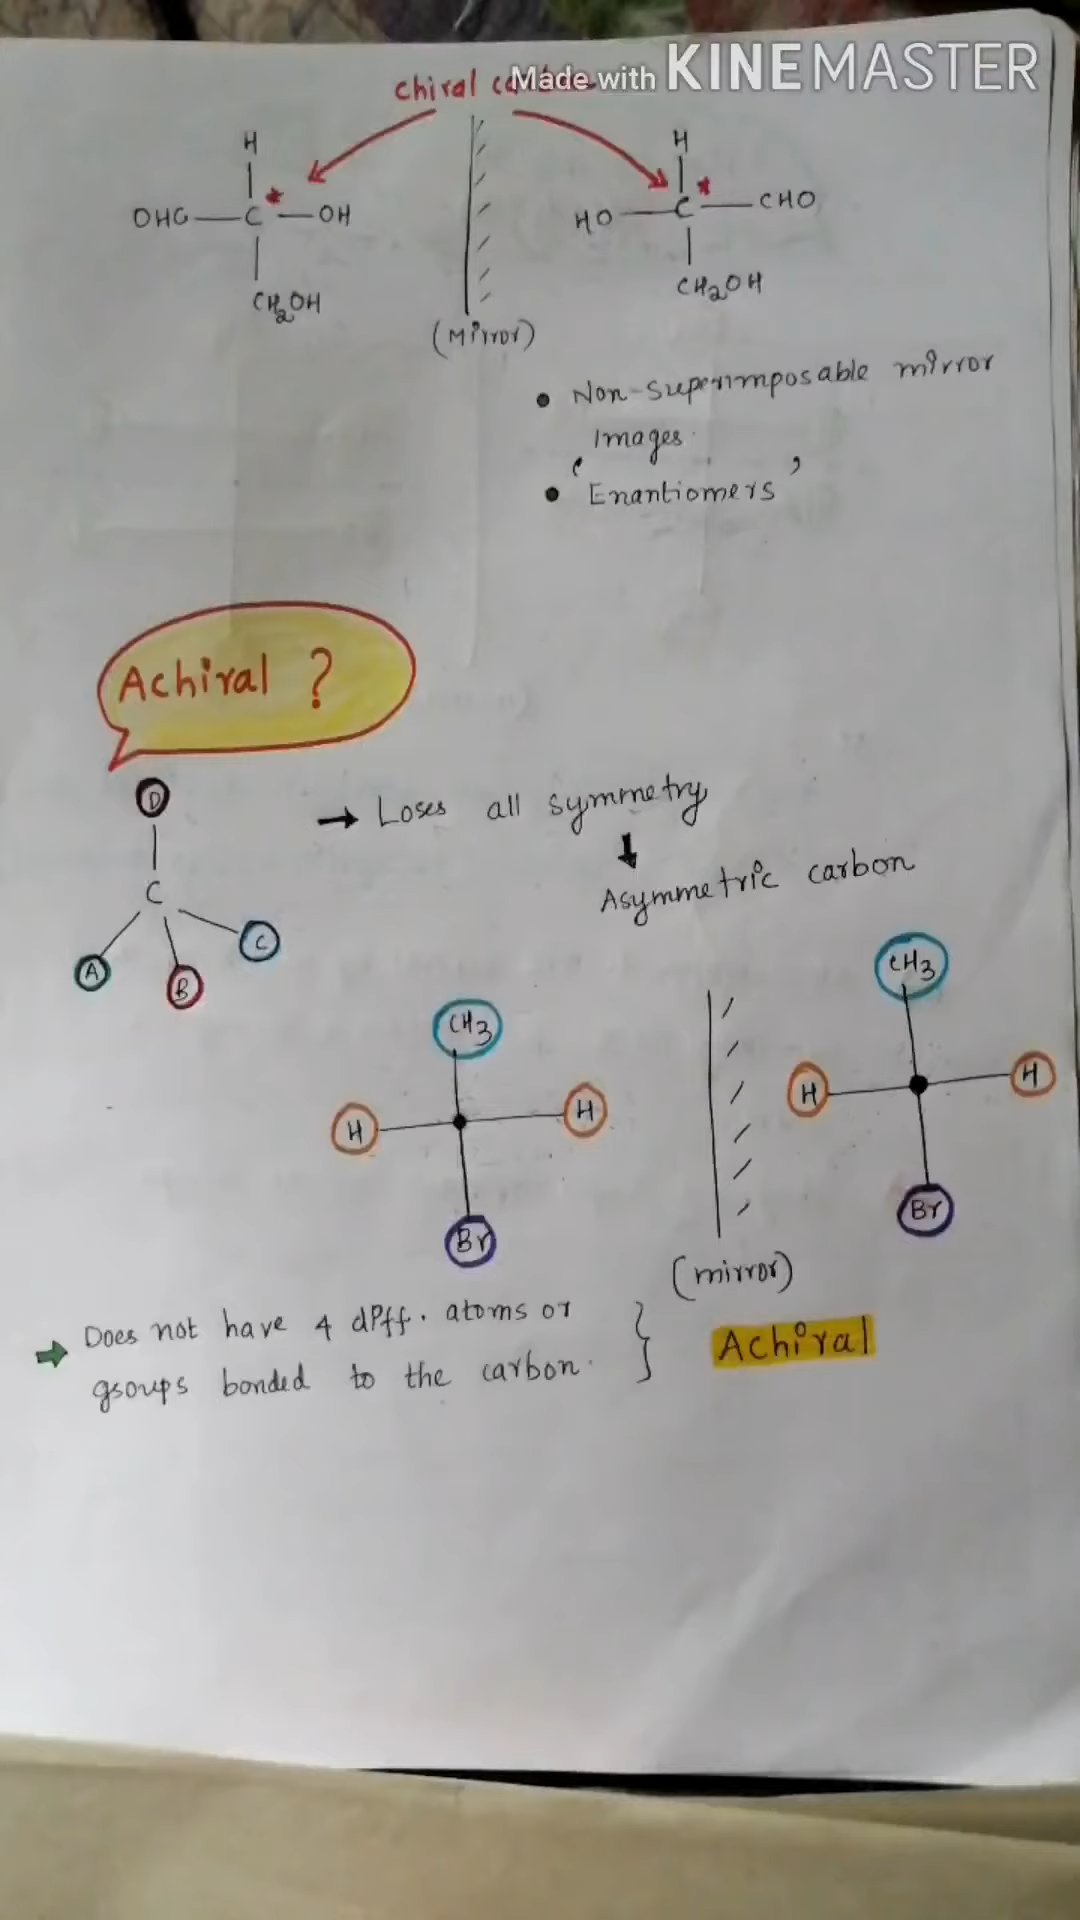 Made with KINEMASTER
chiral
H
OHC — C * — OH
CH2OH
(Mirror)
H
HO — C * — CHO
CH2OH
• Non-superimposable mirror
images
• ‘Enantiomers’
Achiral ?
D
C
A
B
C
→ Loses all symmetry
↓
Asymmetric carbon
CH3
H H
Br
(mirror)
CH3
H H
Br
→ Does not have 4 diff. atoms or
groups bonded to the carbon.
Achiral